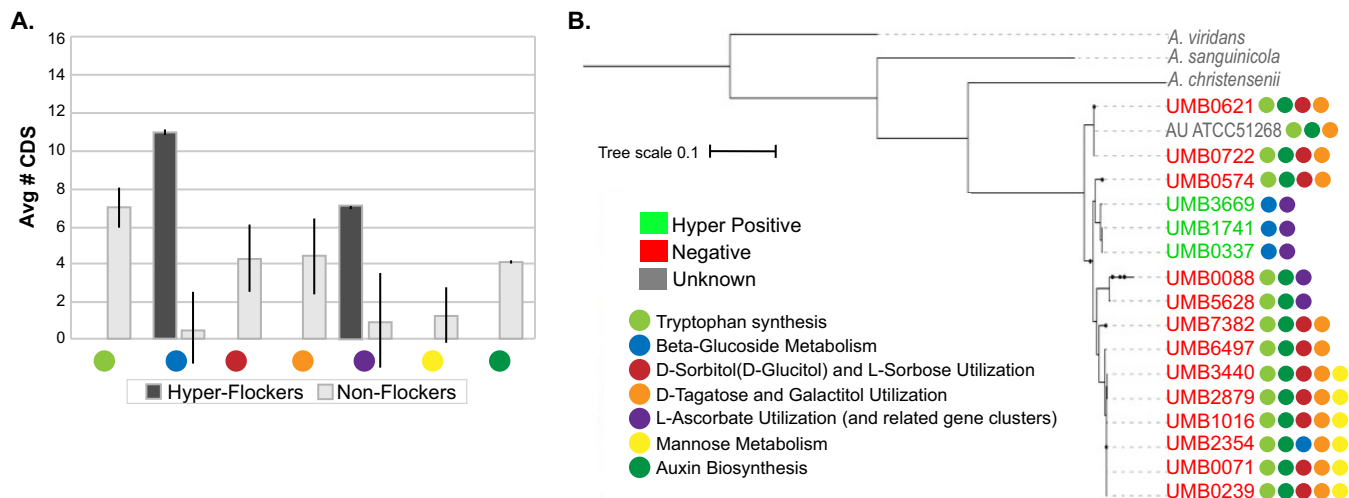 A.
16
14
12
10
8
6
4
2
0
Avg # CDS
Hyper-Flockers
Non-Flockers
B.
Tree scale 0.1
Hyper Positive
Negative
Unknown
Tryptophan synthesis
Beta-Glucoside Metabolism
D-Sorbitol(D-Glucitol) and L-Sorbose Utilization
D-Tagatose and Galactitol Utilization
L-Ascorbate Utilization (and related gene clusters)
Mannose Metabolism
Auxin Biosynthesis
A. viridans
A. sanguinicola
A. christensenii
UMB0621
AU ATCC51268
UMB0722
UMB0574
UMB3669
UMB1741
UMB0337
UMB0088
UMB5628
UMB7382
UMB6497
UMB3440
UMB2879
UMB1016
UMB2354
UMB0071
UMB0239